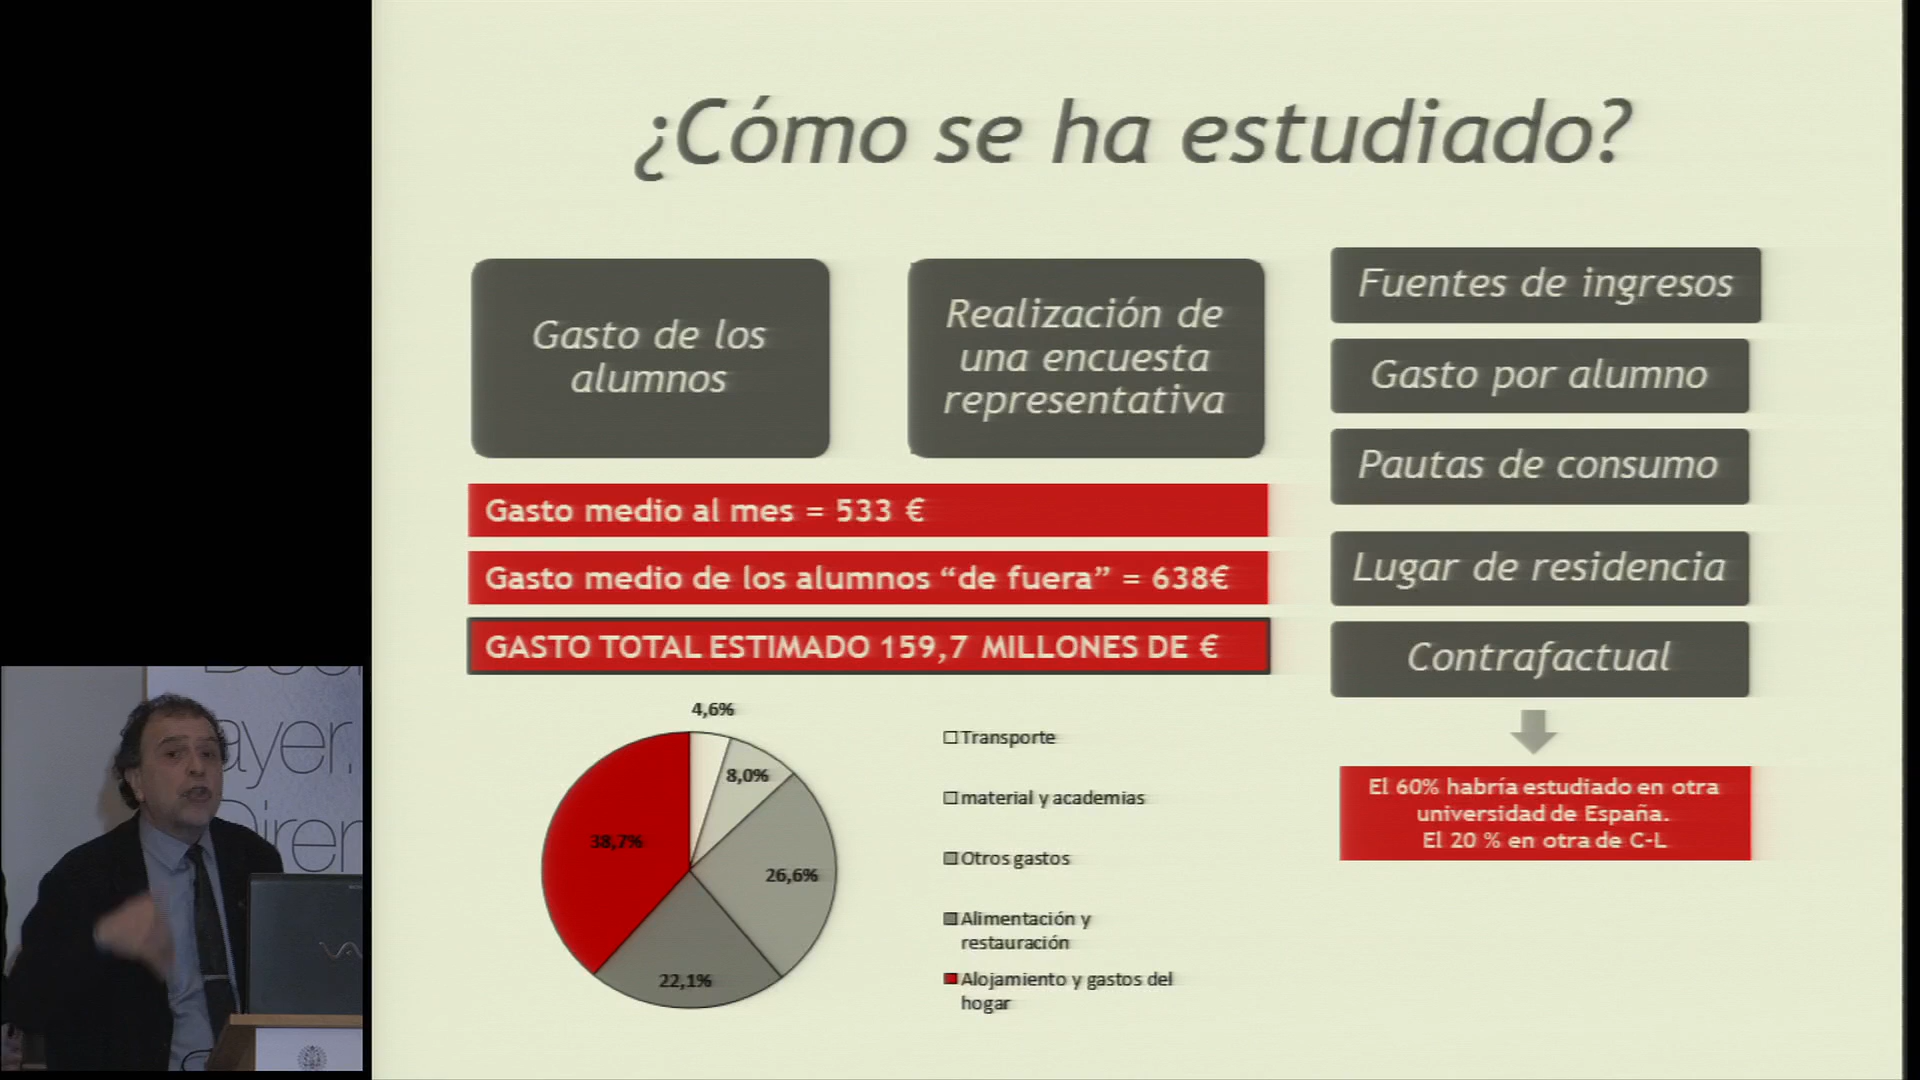 ¿Cómo se ha estudiado?
Gasto de los
alumnos
Realización de
una encuesta
representativa
Fuentes de ingresos
Gasto por alumno
Pautas de consumo
Lugar de residencia
Contrafactual
Gasto medio al mes = 533 €
Gasto medio de los alumnos “de fuera” = 638€
GASTO TOTAL ESTIMADO 159,7 MILLONES DE €
El 60% habría estudiado en otra
universidad de España.
El 20 % en otra de C-L
4,6%
8,0%
26,6%
22,1%
38,7%
Transporte
material y academias
Otros gastos
Alimentación y
restauración
Alojamiento y gastos del
hogar
ayer.